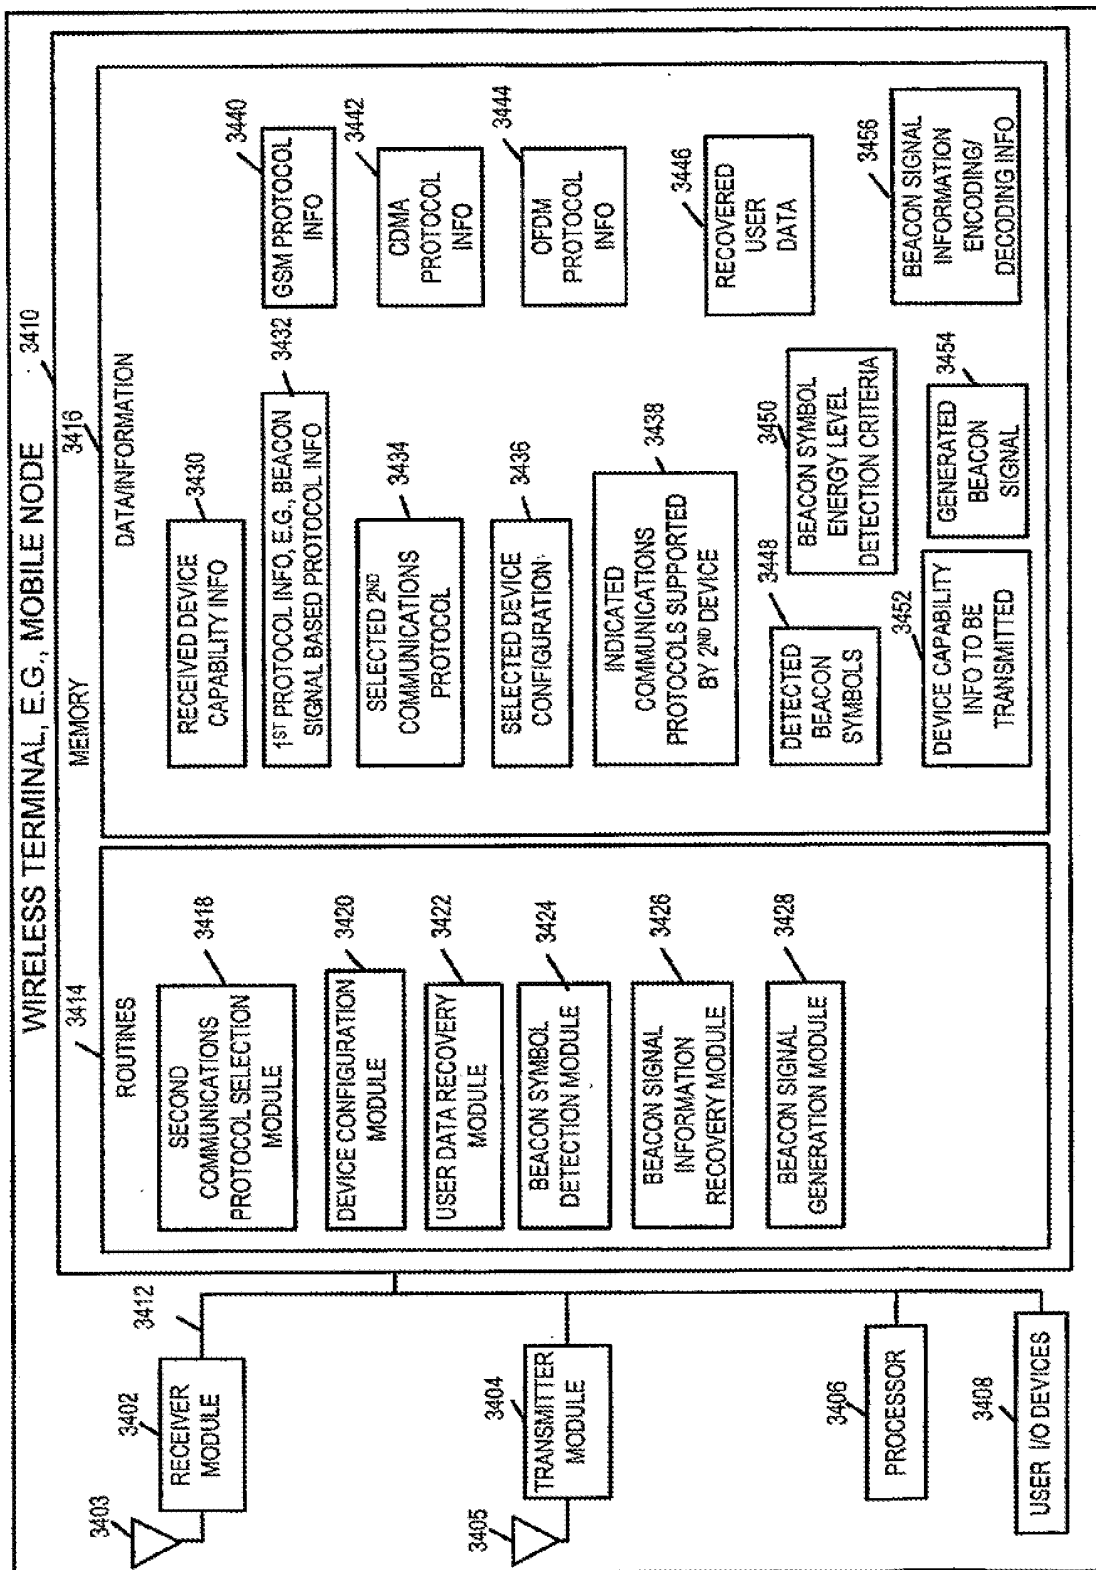 WIRELESS TERMINAL, E.G., MOBILE NODE
3403
3402
RECEIVER
MODULE
3412
3405
3404
TRANSMITTER
MODULE
3406
PROCESSOR
3408
USER I/O DEVICES
MEMORY
3410
3414
ROUTINES
3418
SECOND
COMMUNICATIONS
PROTOCOL SELECTION
MODULE
3420
DEVICE CONFIGURATION
MODULE
3422
USER DATA RECOVERY
MODULE
3424
BEACON SYMBOL
DETECTION MODULE
3426
BEACON SIGNAL
INFORMATION
RECOVERY MODULE
3428
BEACON SIGNAL
GENERATION MODULE
3416
DATA/INFORMATION
3430
RECEIVED DEVICE
CAPABILITY INFO
3432
1ST PROTOCOL INFO, E.G., BEACON
SIGNAL BASED PROTOCOL INFO
3434
SELECTED 2ND
COMMUNICATIONS
PROTOCOL
3436
SELECTED DEVICE
CONFIGURATION
3438
INDICATED
COMMUNICATIONS
PROTOCOLS SUPPORTED
BY 2ND DEVICE
3440
GSM PROTOCOL
INFO
3442
CDMA
PROTOCOL
INFO
3444
OFDM
PROTOCOL
INFO
3446
RECOVERED
USER
DATA
3448
DETECTED
BEACON
SYMBOLS
3450
BEACON SYMBOL
ENERGY LEVEL
DETECTION CRITERIA
3452
DEVICE CAPABILITY
INFO TO BE
TRANSMITTED
3454
GENERATED
BEACON
SIGNAL
3456
BEACON SIGNAL
INFORMATION
ENCODING/
DECODING INFO